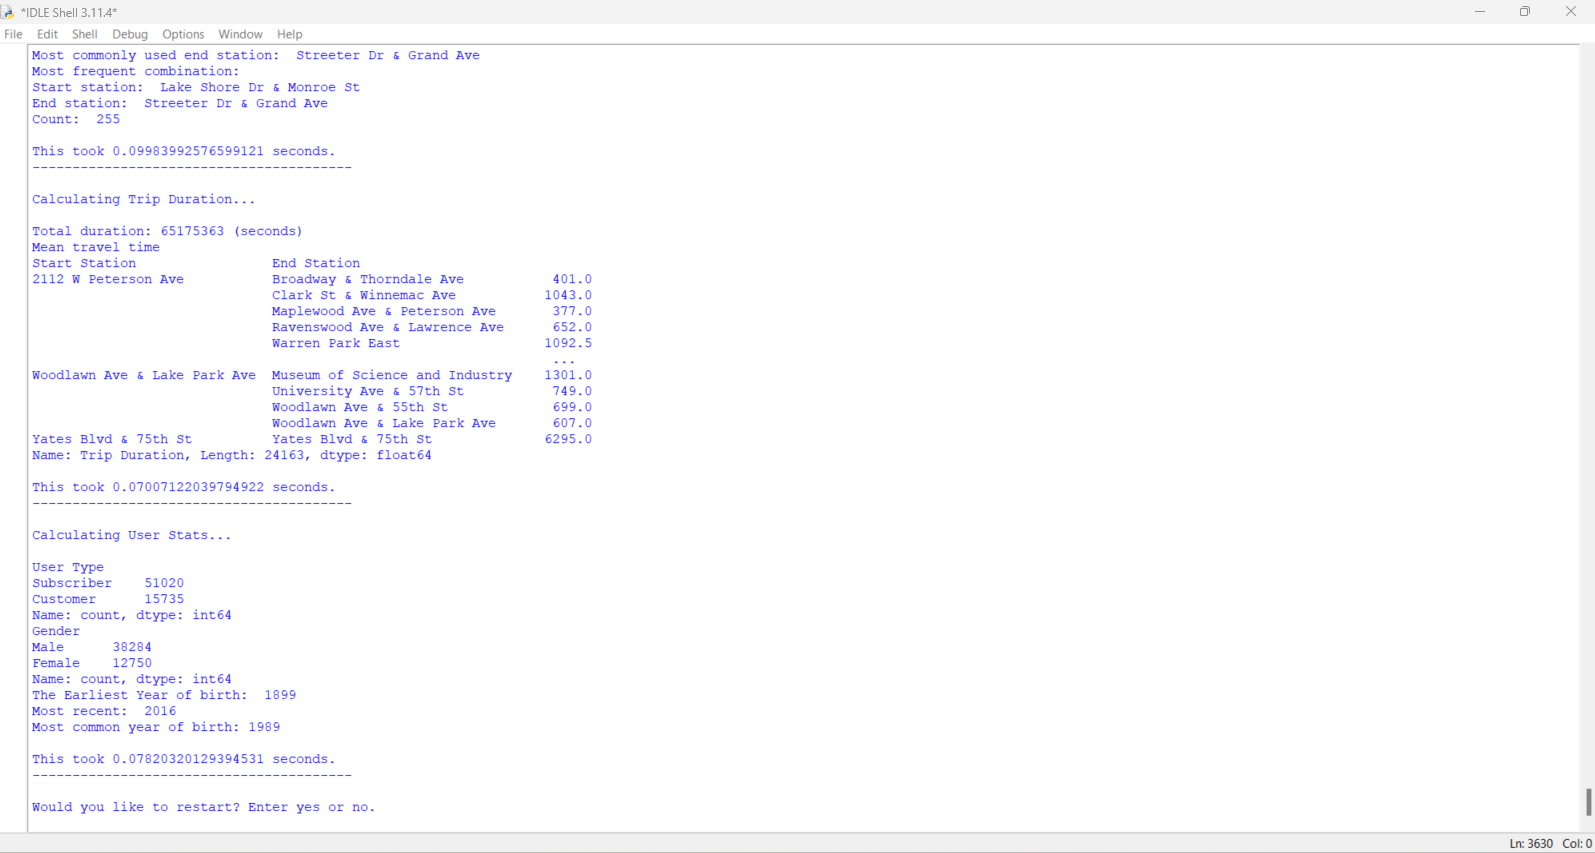 *IDLE Shell 3.11.4*
File Edit Shell Debug Options Window Help
Most commonly used end station:  Streeter Dr & Grand Ave
Most frequent combination:
Start station:  Lake Shore Dr & Monroe St
End station:  Streeter Dr & Grand Ave
Count:  255
This took 0.09983992576599121 seconds.
----------------------------------------
Calculating Trip Duration...
Total duration: 65175363 (seconds)
Mean travel time
Start Station                 End Station
2112 W Peterson Ave           Broadway & Thorndale Ave           401.0
                              Clark St & Winnemac Ave           1043.0
                              Maplewood Ave & Peterson Ave       377.0
                              Ravenswood Ave & Lawrence Ave      652.0
                              Warren Park East                  1092.5
                                                                 ...
Woodlawn Ave & Lake Park Ave  Museum of Science and Industry    1301.0
                              University Ave & 57th St           749.0
                              Woodlawn Ave & 55th St             699.0
                              Woodlawn Ave & Lake Park Ave       607.0
Yates Blvd & 75th St          Yates Blvd & 75th St              6295.0
Name: Trip Duration, Length: 24163, dtype: float64
This took 0.07007122039794922 seconds.
----------------------------------------
Calculating User Stats...
User Type
Subscriber    51020
Customer      15735
Name: count, dtype: int64
Gender
Male      38284
Female    12750
Name: count, dtype: int64
The Earliest Year of birth:  1899
Most recent:  2016
Most common year of birth: 1989
This took 0.07820320129394531 seconds.
----------------------------------------
Would you like to restart? Enter yes or no.
Ln: 3630 Col: 0